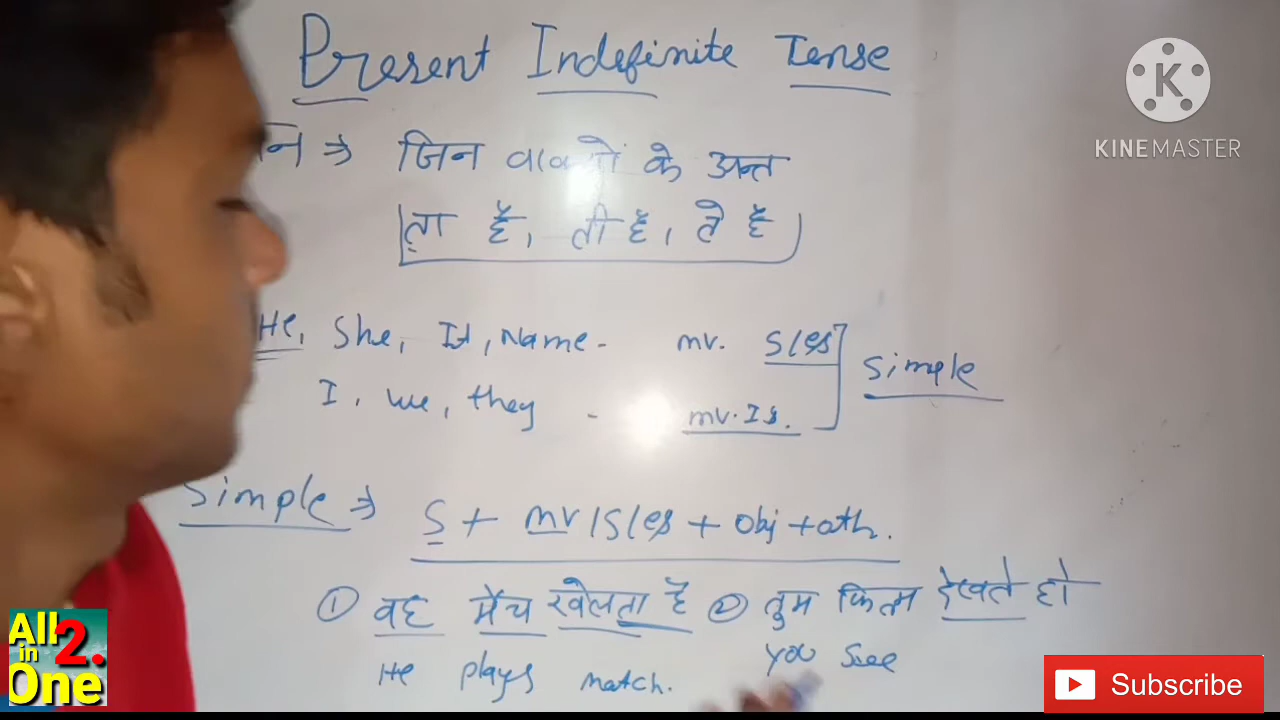 Present Indefinite Tense
K
KINEMASTER
⇒ जिन वाक्यों के अन्त
ता है, ती है, ते है
He, She, It, Name - mv. s/es
Simple
I, we, they - mv. Is.
Simple ⇒ S + mv/s/es + obj + oth.
① वह मैच खेलता है ② तुम फिल्म देखते हो
He plays match. you see
All in One 2.
Subscribe